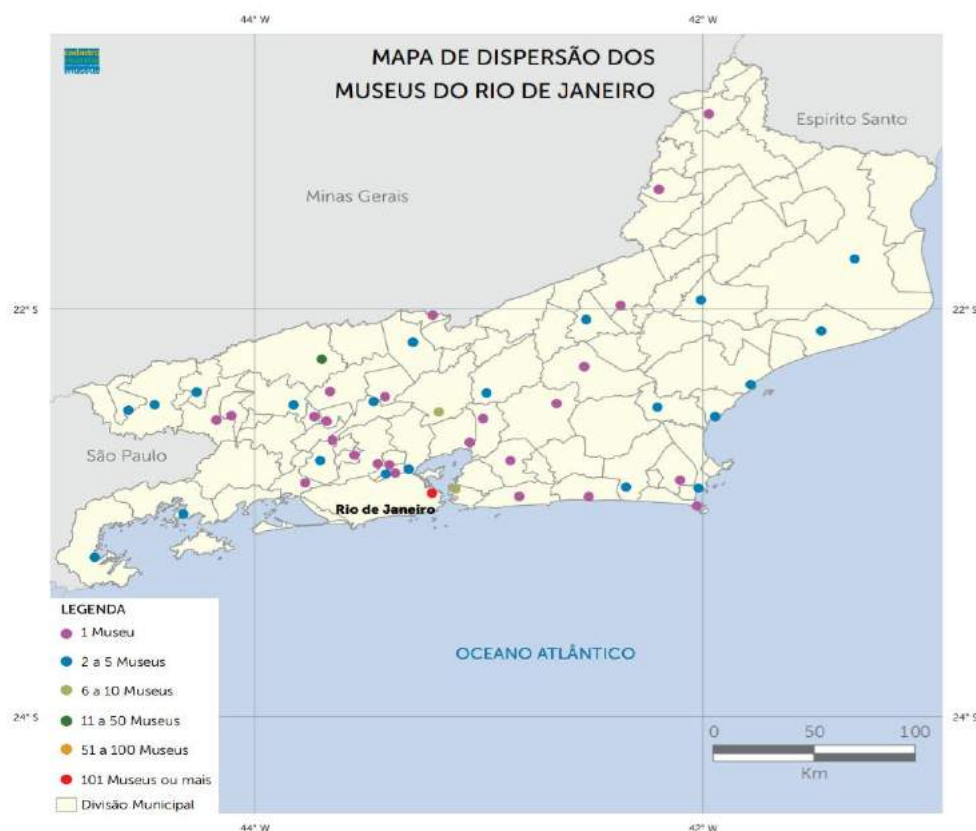 44° W
42° W
MAPA DE DISPERSÃO DOS
MUSEUS DO RIO DE JANEIRO
Espírito Santo
Minas Gerais
22° S
22° S
São Paulo
Rio de Janeiro
LEGENDA
1 Museu
2 a 5 Museus
6 a 10 Museus
11 a 50 Museus
51 a 100 Museus
101 Museus ou mais
Divisão Municipal
OCEANO ATLÂNTICO
24° S
24° S
0 50 100
Km
44° W
42° W